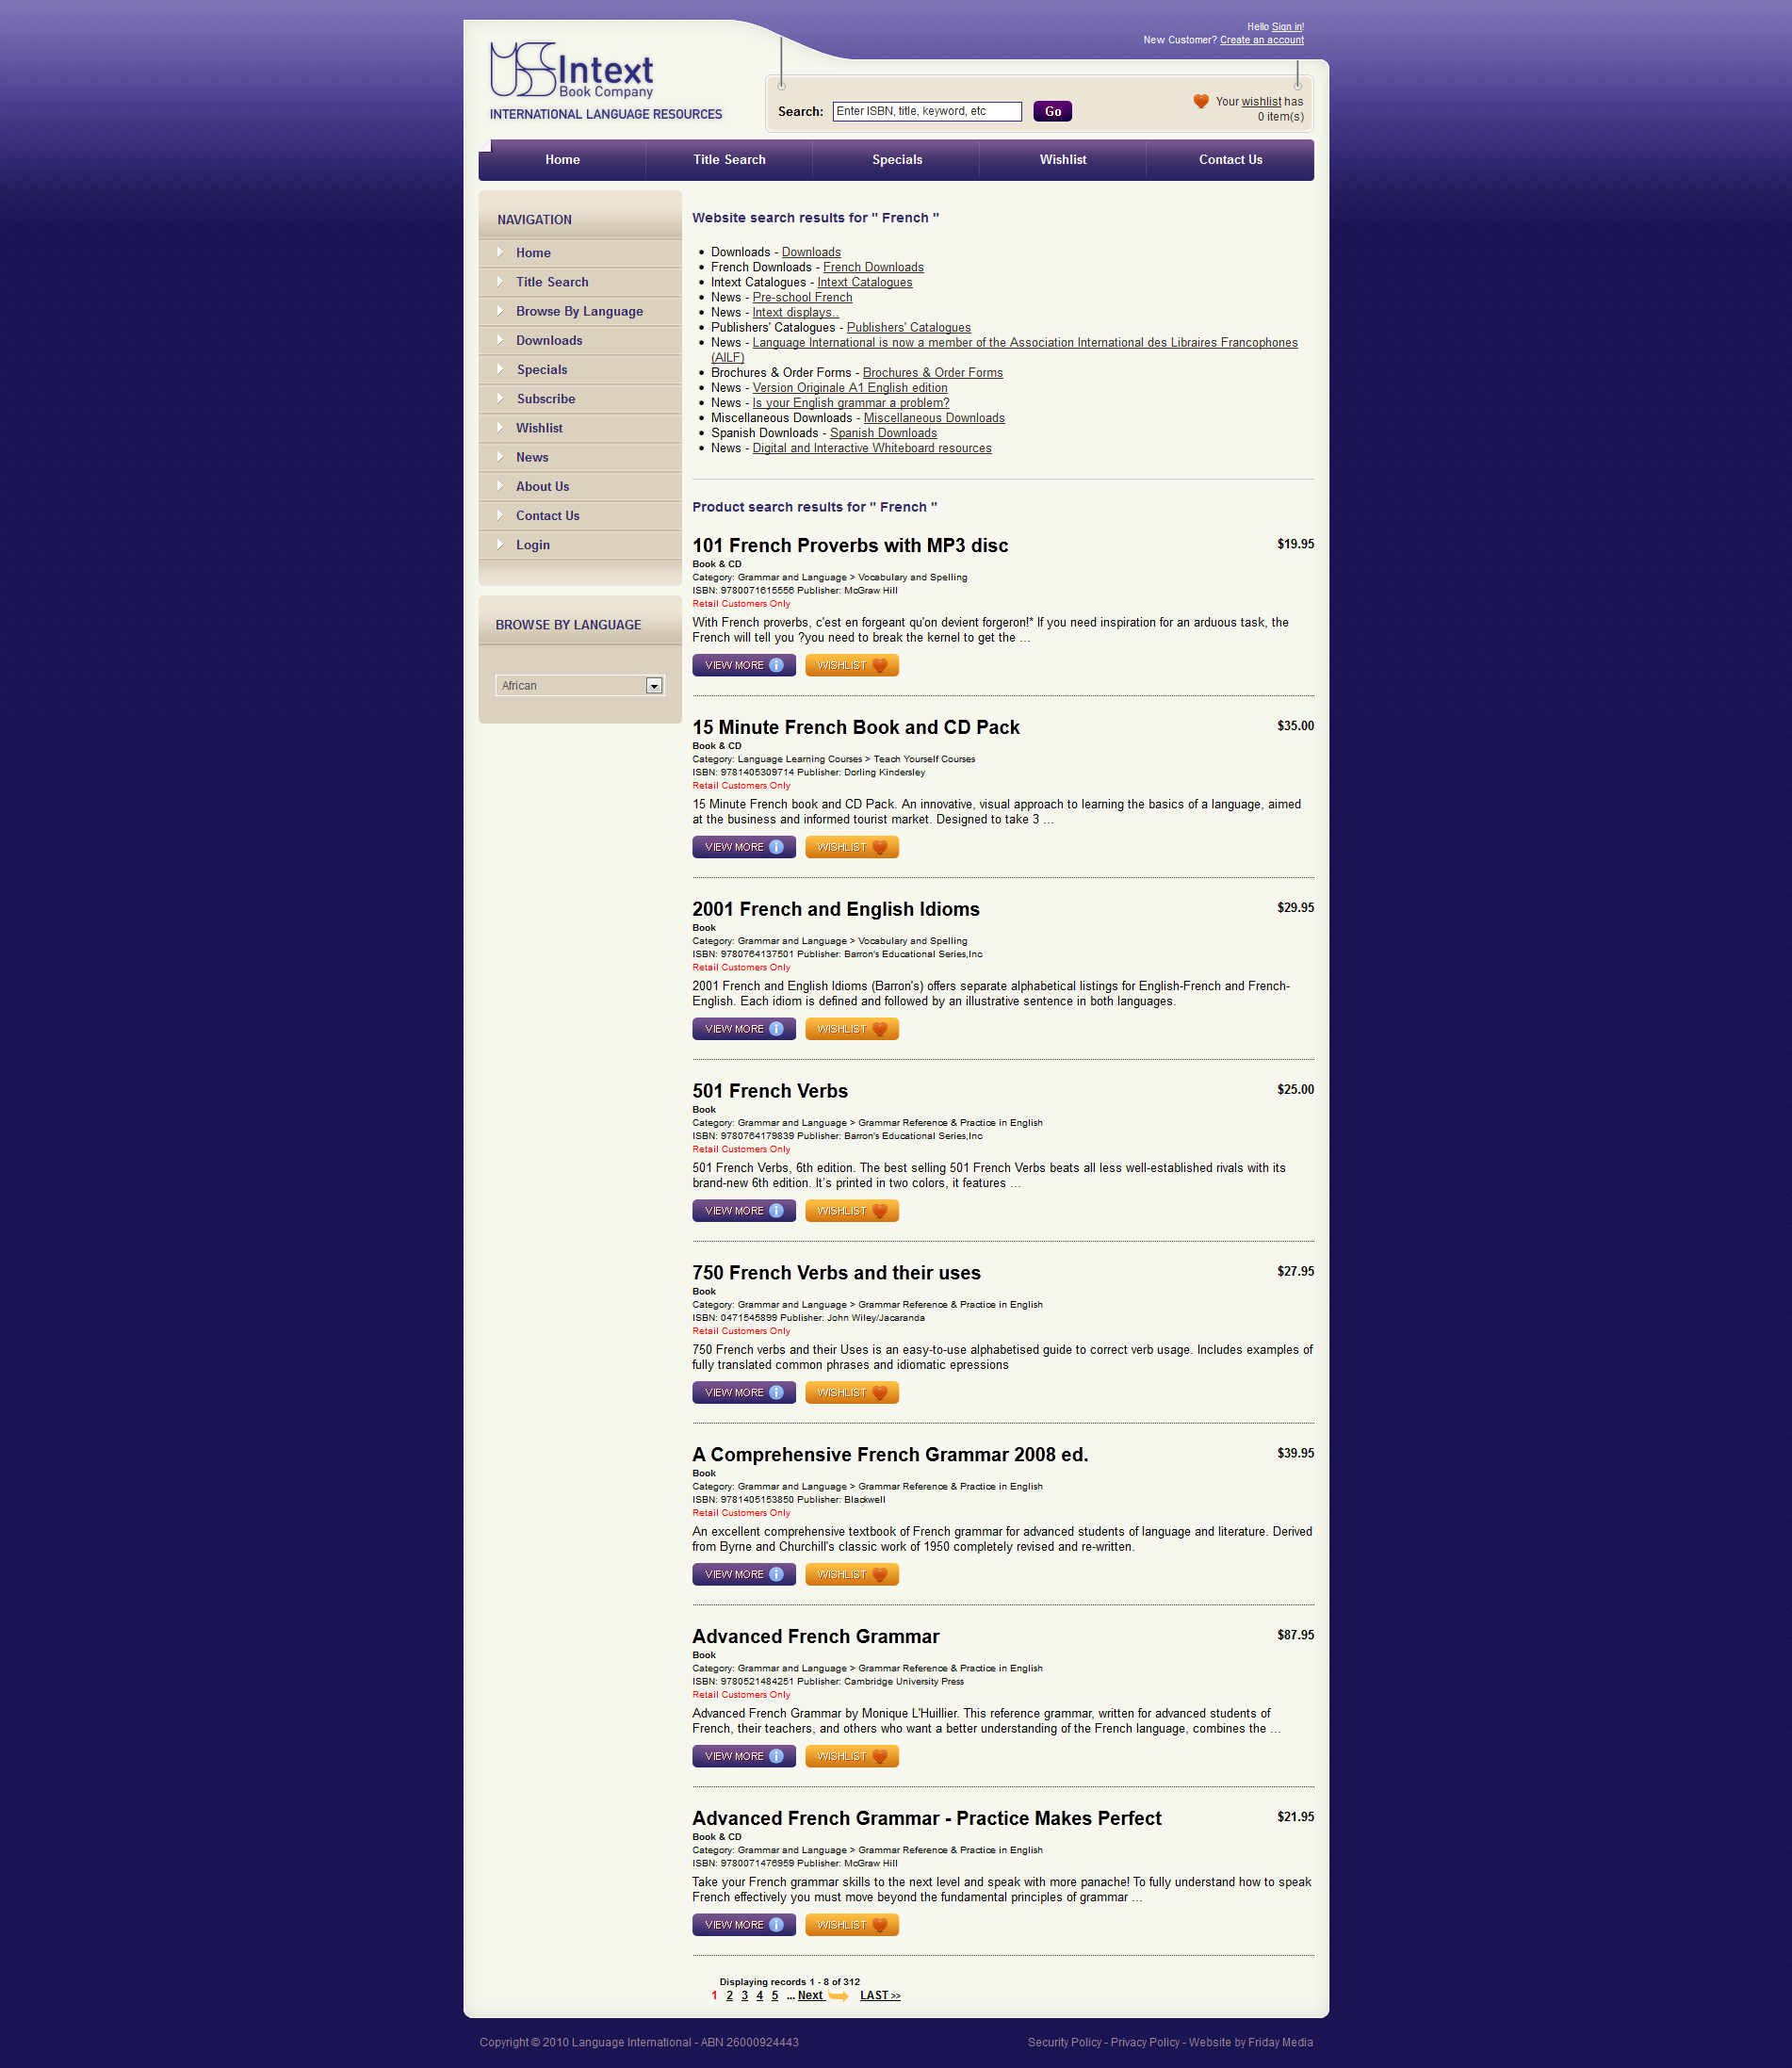 Hello Sign in!
New Customer? Create an account
Intext
Book Company
INTERNATIONAL LANGUAGE RESOURCES
Search: Enter ISBN, title, keyword, etc Go
Your wishlist has
0 item(s)
Home Title Search Specials Wishlist Contact Us
NAVIGATION
Home
Title Search
Browse By Language
Downloads
Specials
Subscribe
Wishlist
News
About Us
Contact Us
Login
BROWSE BY LANGUAGE
African
Website search results for " French "
Downloads - Downloads
French Downloads - French Downloads
Intext Catalogues - Intext Catalogues
News - Pre-school French
News - Intext displays..
Publishers' Catalogues - Publishers' Catalogues
News - Language International is now a member of the Association International des Libraires Francophones
(AILF)
Brochures & Order Forms - Brochures & Order Forms
News - Version Originale A1 English edition
News - Is your English grammar a problem?
Miscellaneous Downloads - Miscellaneous Downloads
Spanish Downloads - Spanish Downloads
News - Digital and Interactive Whiteboard resources
Product search results for " French "
101 French Proverbs with MP3 disc $19.95
Book & CD
Category: Grammar and Language > Vocabulary and Spelling
ISBN: 9780071615556 Publisher: McGraw Hill
Retail Customers Only
With French proverbs, c'est en forgeant qu'on devient forgeron!* If you need inspiration for an arduous task, the
French will tell you ?you need to break the kernel to get the ...
VIEW MORE WISHLIST
15 Minute French Book and CD Pack $35.00
Book & CD
Category: Language Learning Courses > Teach Yourself Courses
ISBN: 9781405309714 Publisher: Dorling Kindersley
Retail Customers Only
15 Minute French book and CD Pack. An innovative, visual approach to learning the basics of a language, aimed
at the business and informed tourist market. Designed to take 3 ...
VIEW MORE WISHLIST
2001 French and English Idioms $29.95
Book
Category: Grammar and Language > Vocabulary and Spelling
ISBN: 9780764137501 Publisher: Barron's Educational Series,Inc
Retail Customers Only
2001 French and English Idioms (Barron's) offers separate alphabetical listings for English-French and French-
English. Each idiom is defined and followed by an illustrative sentence in both languages.
VIEW MORE WISHLIST
501 French Verbs $25.00
Book
Category: Grammar and Language > Grammar Reference & Practice in English
ISBN: 9780764179839 Publisher: Barron's Educational Series,Inc
Retail Customers Only
501 French Verbs, 6th edition. The best selling 501 French Verbs beats all less well-established rivals with its
brand-new 6th edition. It's printed in two colors, it features ...
VIEW MORE WISHLIST
750 French Verbs and their uses $27.95
Book
Category: Grammar and Language > Grammar Reference & Practice in English
ISBN: 0471545899 Publisher: John Wiley/Jacaranda
Retail Customers Only
750 French verbs and their Uses is an easy-to-use alphabetised guide to correct verb usage. Includes examples of
fully translated common phrases and idiomatic epressions
VIEW MORE WISHLIST
A Comprehensive French Grammar 2008 ed. $39.95
Book
Category: Grammar and Language > Grammar Reference & Practice in English
ISBN: 9781405153850 Publisher: Blackwell
Retail Customers Only
An excellent comprehensive textbook of French grammar for advanced students of language and literature. Derived
from Byrne and Churchill's classic work of 1950 completely revised and re-written.
VIEW MORE WISHLIST
Advanced French Grammar $87.95
Book
Category: Grammar and Language > Grammar Reference & Practice in English
ISBN: 9780521484251 Publisher: Cambridge University Press
Retail Customers Only
Advanced French Grammar by Monique L'Huillier. This reference grammar, written for advanced students of
French, their teachers, and others who want a better understanding of the French language, combines the ...
VIEW MORE WISHLIST
Advanced French Grammar - Practice Makes Perfect $21.95
Book & CD
Category: Grammar and Language > Grammar Reference & Practice in English
ISBN: 9780071476959 Publisher: McGraw Hill
Take your French grammar skills to the next level and speak with more panache! To fully understand how to speak
French effectively you must move beyond the fundamental principles of grammar ...
VIEW MORE WISHLIST
Displaying records 1 - 8 of 312
1 2 3 4 5 ... Next LAST >>
Copyright © 2010 Language International - ABN 26000924443
Security Policy - Privacy Policy - Website by Friday Media